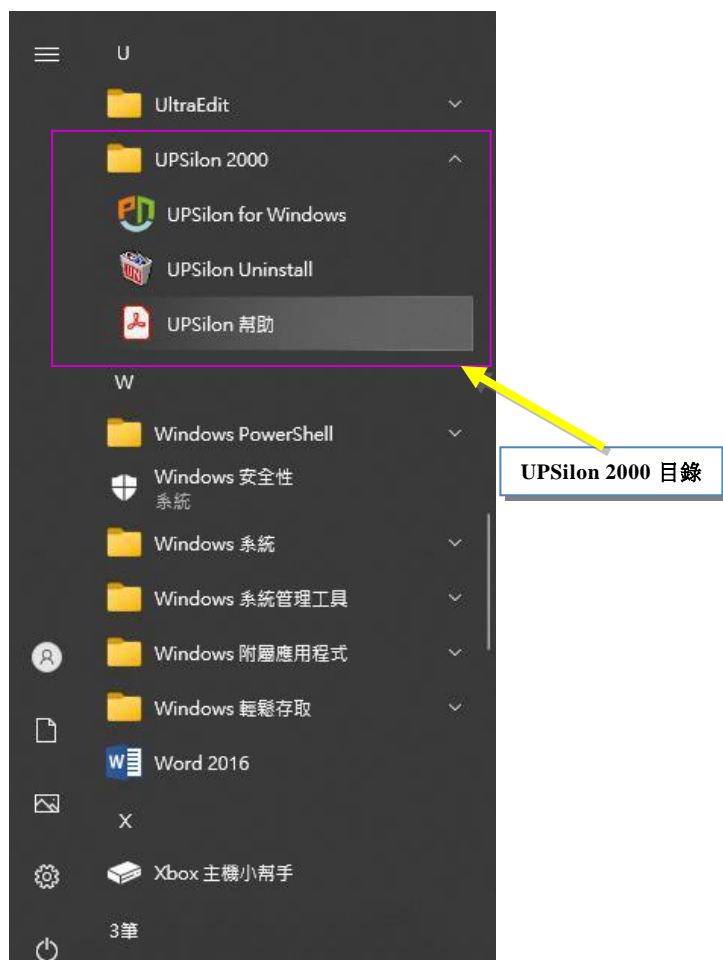 U
UltraEdit
UPSilon 2000
UPSilon for Windows
UPSilon Uninstall
UPSilon 幫助
W
Windows PowerShell
UPSilon 2000 目錄
Windows 安全性
系統
Windows 系統
Windows 系統管理工具
Windows 附屬應用程式
Windows 輕鬆存取
Word 2016
X
Xbox 主機小幫手
3筆